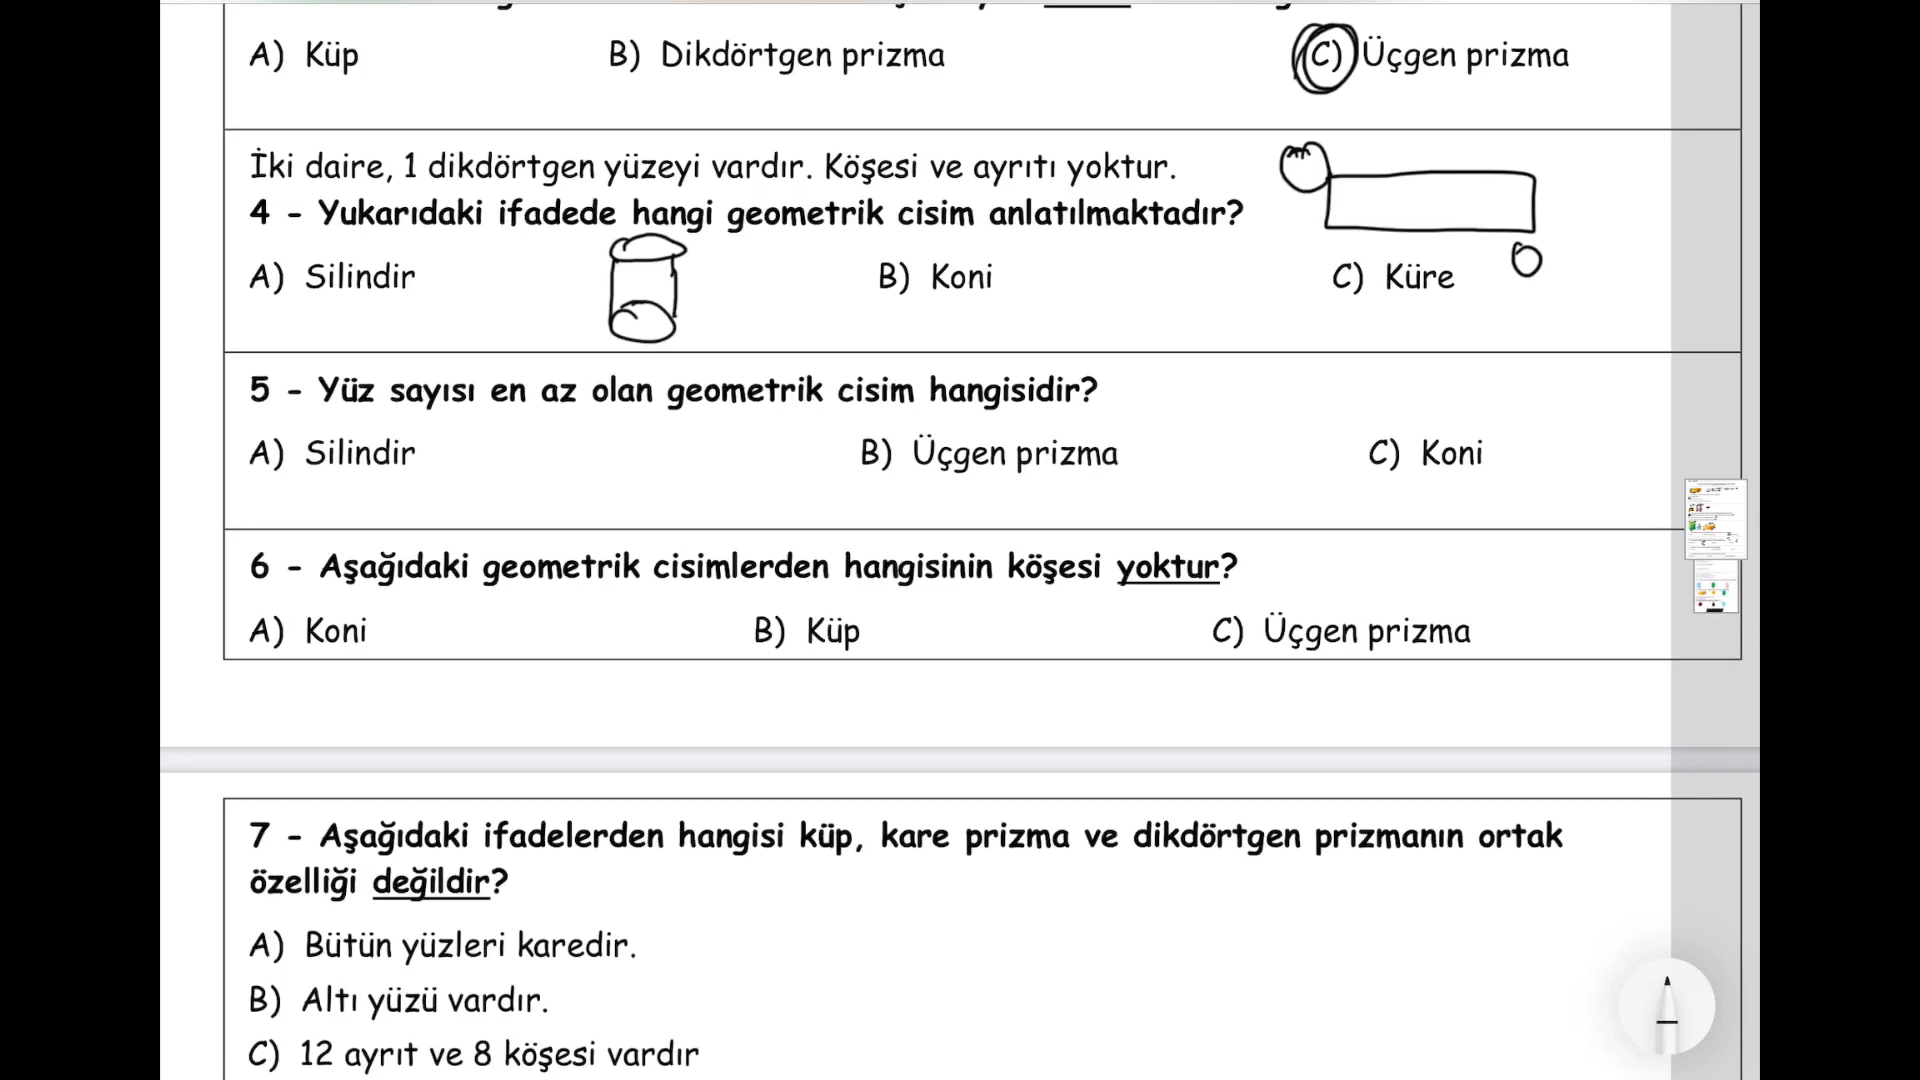 A) Küp B) Dikdörtgen prizma C) Üçgen prizma
İki daire, 1 dikdörtgen yüzeyi vardır. Köşesi ve ayrıtı yoktur.
4 - Yukarıdaki ifadede hangi geometrik cisim anlatılmaktadır?
A) Silindir B) Koni C) Küre
5 - Yüz sayısı en az olan geometrik cisim hangisidir?
A) Silindir B) Üçgen prizma C) Koni
6 - Aşağıdaki geometrik cisimlerden hangisinin köşesi yoktur?
A) Koni B) Küp C) Üçgen prizma
7 - Aşağıdaki ifadelerden hangisi küp, kare prizma ve dikdörtgen prizmanın ortak
özelliği değildir?
A) Bütün yüzleri karedir.
B) Altı yüzü vardır.
C) 12 ayrıt ve 8 köşesi vardır